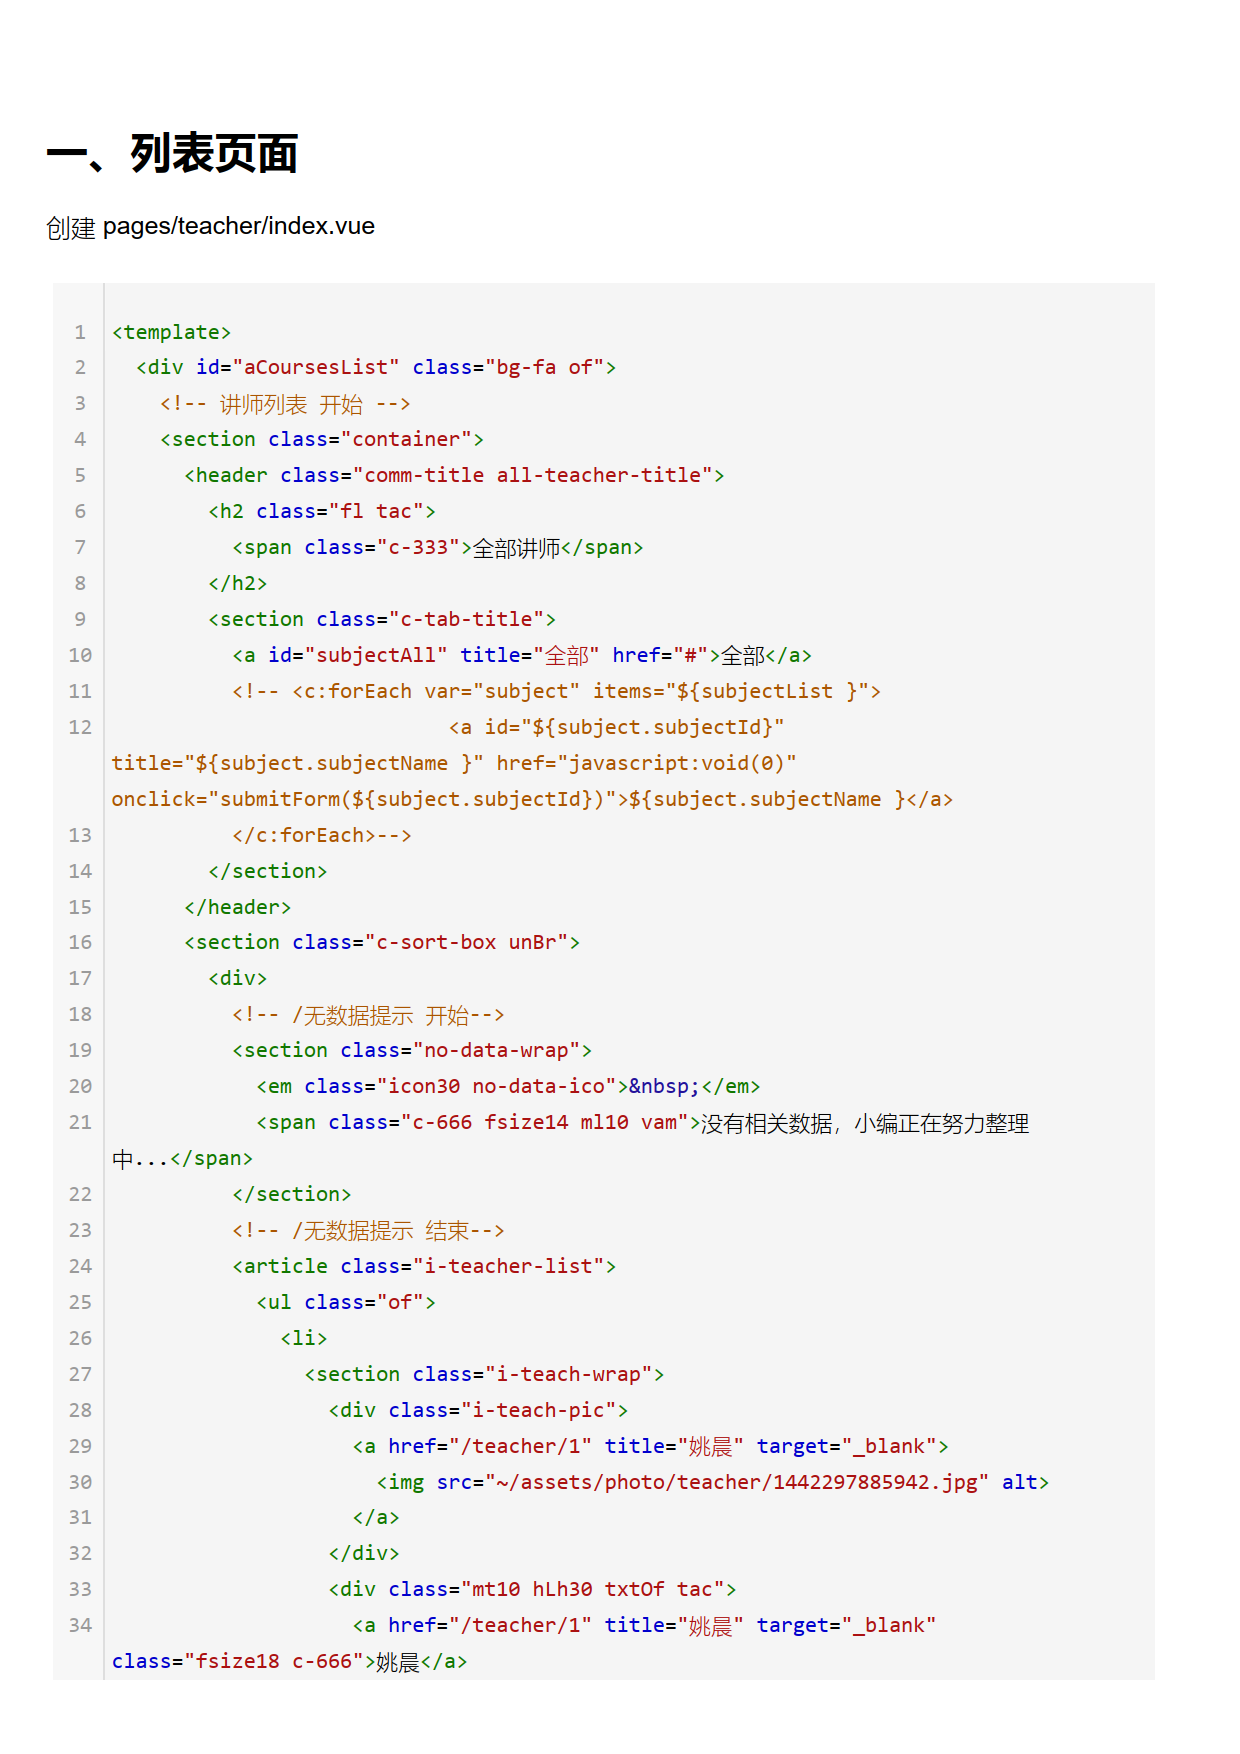 一、列表页面
创建 pages/teacher/index.vue
1 <template>
2   <div id="aCoursesList" class="bg-fa of">
3     <!-- 讲师列表 开始 -->
4     <section class="container">
5       <header class="comm-title all-teacher-title">
6         <h2 class="fl tac">
7           <span class="c-333">全部讲师</span>
8         </h2>
9         <section class="c-tab-title">
10           <a id="subjectAll" title="全部" href="#">全部</a>
11           <!-- <c:forEach var="subject" items="${subjectList }">
12                             <a id="${subject.subjectId}"
title="${subject.subjectName }" href="javascript:void(0)"
onclick="submitForm(${subject.subjectId})">${subject.subjectName }</a>
13           </c:forEach>-->
14         </section>
15       </header>
16       <section class="c-sort-box unBr">
17         <div>
18           <!-- /无数据提示 开始-->
19           <section class="no-data-wrap">
20             <em class="icon30 no-data-ico">&nbsp;</em>
21             <span class="c-666 fsize14 ml10 vam">没有相关数据，小编正在努力整理
中...</span>
22           </section>
23           <!-- /无数据提示 结束-->
24           <article class="i-teacher-list">
25             <ul class="of">
26               <li>
27                 <section class="i-teach-wrap">
28                   <div class="i-teach-pic">
29                     <a href="/teacher/1" title="姚晨" target="_blank">
30                       <img src="~/assets/photo/teacher/1442297885942.jpg" alt>
31                     </a>
32                   </div>
33                   <div class="mt10 hLh30 txtOf tac">
34                     <a href="/teacher/1" title="姚晨" target="_blank"
class="fsize18 c-666">姚晨</a>